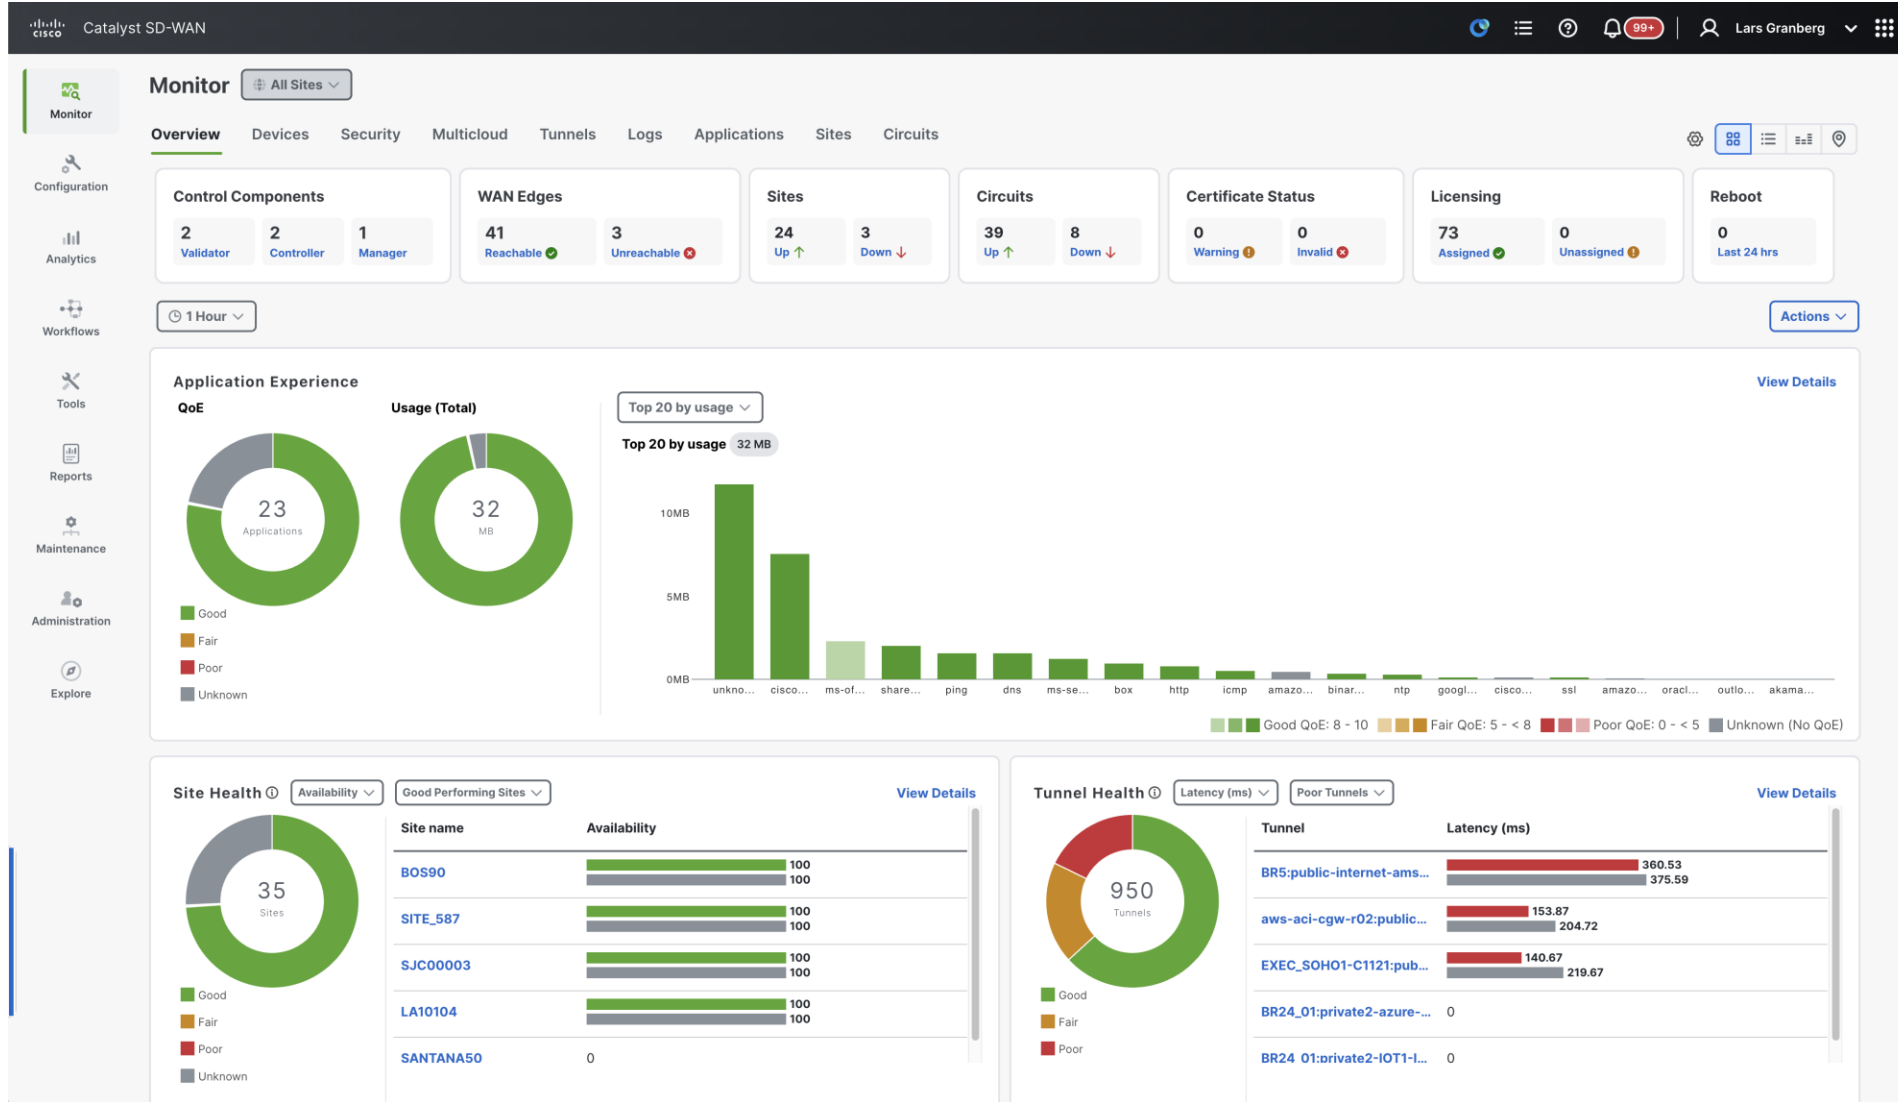 cisco Catalyst SD-WAN 99+ Lars Granberg
Monitor
Configuration
Analytics
Workflows
Tools
Reports
Maintenance
Administration
Explore
Monitor All Sites
Overview Devices Security Multicloud Tunnels Logs Applications Sites Circuits
Control Components
2 2 1
Validator Controller Manager
WAN Edges
41 3
Reachable Unreachable
Sites
24 3
Up Down
Circuits
39 8
Up Down
Certificate Status
0 0
Warning Invalid
Licensing
73 0
Assigned Unassigned
Reboot
0
Last 24 hrs
1 Hour Actions
Application Experience View Details
QoE
23
Applications
Good
Fair
Poor
Unknown
Usage (Total)
32
MB
Top 20 by usage
Top 20 by usage 32 MB
10MB
5MB
0MB
unkno... cisco... ms-of... share... ping dns ms-se... box http icmp amazo... binar... ntp googl... cisco... ssl amazo... oracl... outlo... akama...
Good QoE: 8 - 10 Fair QoE: 5 - < 8 Poor QoE: 0 - < 5 Unknown (No QoE)
Site Health Availability Good Performing Sites View Details
35
Sites
Good
Fair
Poor
Unknown
Site name Availability
BOS90 100
100
SITE_587 100
100
SJC00003 100
100
LA10104 100
100
SANTANA50 0
Tunnel Health Latency (ms) Poor Tunnels View Details
950
Tunnels
Good
Fair
Poor
Tunnel Latency (ms)
BR5:public-internet-ams... 360.53
375.59
aws-aci-cgw-r02:public... 153.87
204.72
EXEC_SOHO1-C1121:pub... 140.67
219.67
BR24_01:private2-azure-... 0
BR24_01:private2-IOT1-I... 0